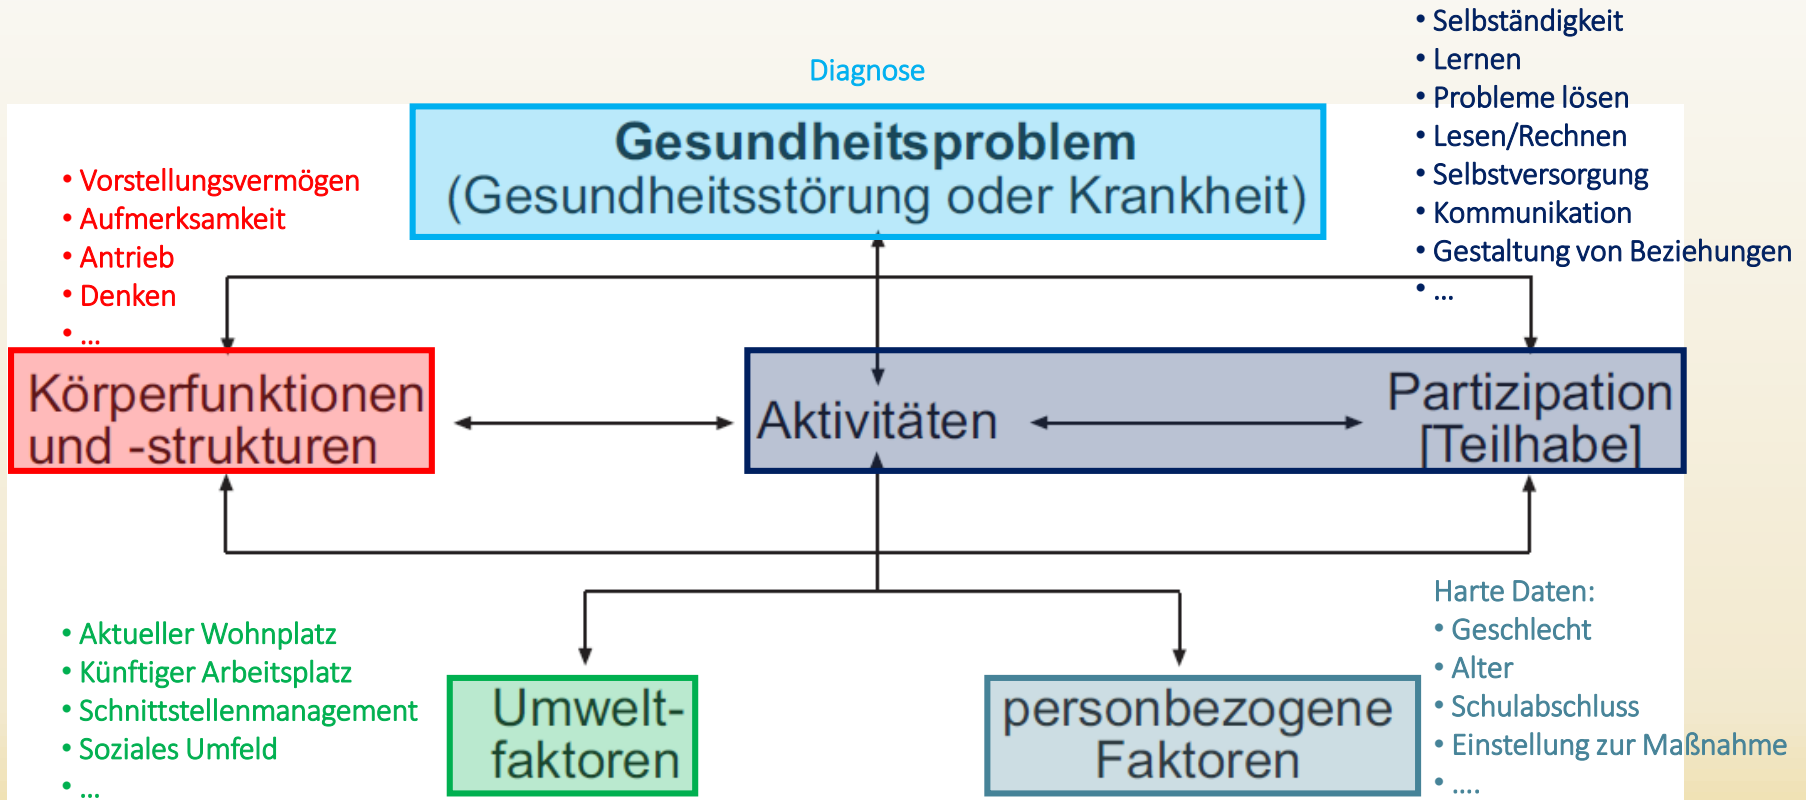 Diagnose
Gesundheitsproblem
(Gesundheitsstörung oder Krankheit)
• Selbständigkeit
• Lernen
• Probleme lösen
• Lesen/Rechnen
• Selbstversorgung
• Kommunikation
• Gestaltung von Beziehungen
• ...
• Vorstellungsvermögen
• Aufmerksamkeit
• Antrieb
• Denken
• ...
Körperfunktionen
und -strukturen
Aktivitäten
Partizipation
[Teilhabe]
• Aktueller Wohnplatz
• Künftiger Arbeitsplatz
• Schnittstellenmanagement
• Soziales Umfeld
• ...
Umwelt-
faktoren
personbezogene
Faktoren
Harte Daten:
• Geschlecht
• Alter
• Schulabschluss
• Einstellung zur Maßnahme
• ....